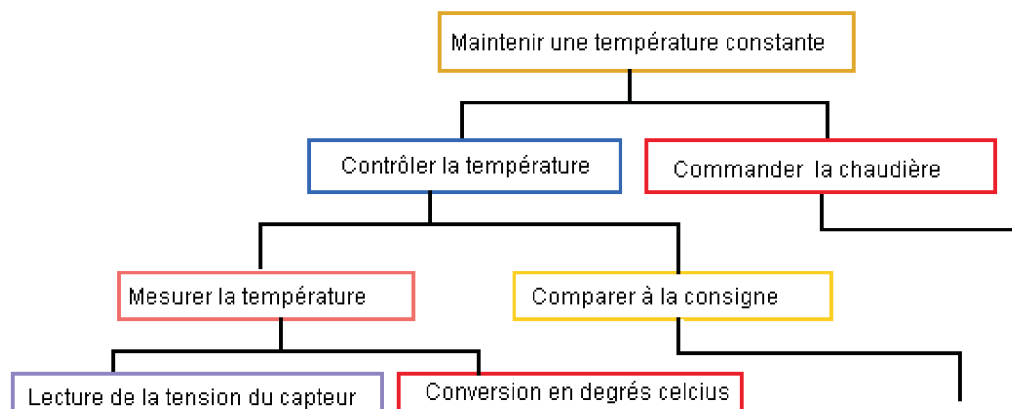 Maintenir une température constante
Contrôler la température
Commander la chaudière
Mesurer la température
Comparer à la consigne
Lecture de la tension du capteur
Conversion en degrés celcius